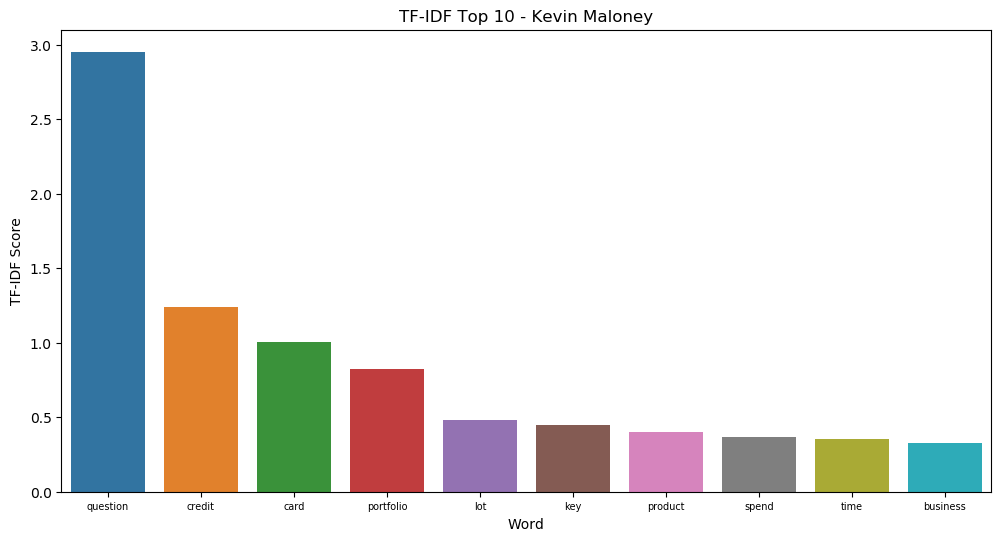 TF-IDF Top 10 - Kevin Maloney
TF-IDF Score
3.0
2.5
2.0
1.5
1.0
0.5
0.0
question credit card portfolio lot key product spend time business
Word